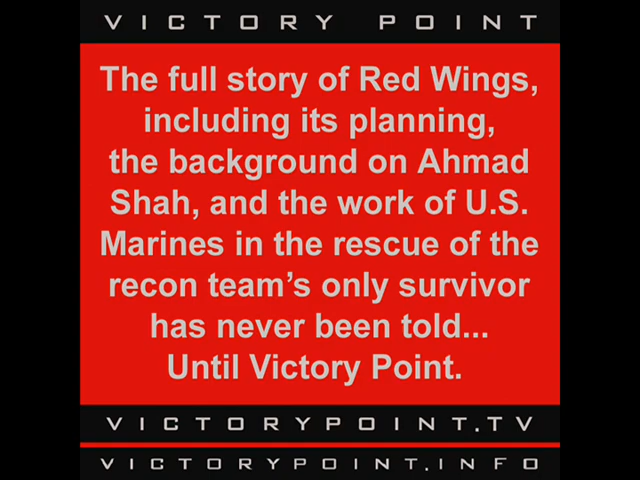 VICTORY POINT
The full story of Red Wings,
including its planning,
the background on Ahmad
Shah, and the work of U.S.
Marines in the rescue of the
recon team’s only survivor
has never been told...
Until Victory Point.
VICTORYPOINT.TV
VICTORYPOINT.INFO